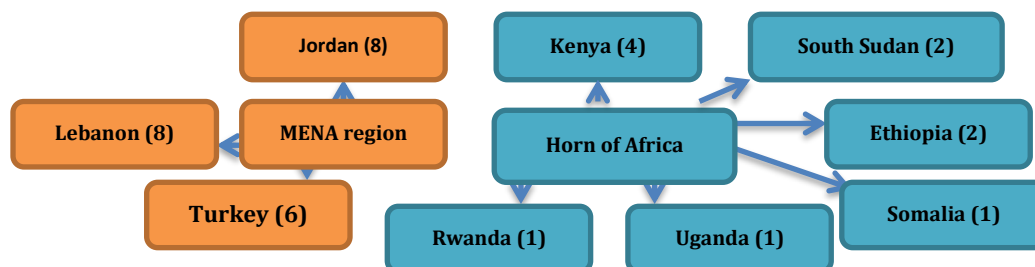 Jordan (8)
Kenya (4)
South Sudan (2)
Lebanon (8)
MENA region
Horn of Africa
Ethiopia (2)
Turkey (6)
Rwanda (1)
Uganda (1)
Somalia (1)